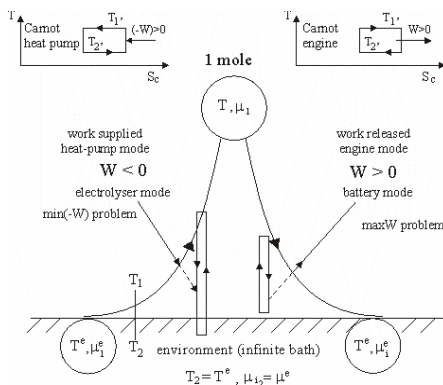 T
Carnot
heat pump
T1'
T2'
(-W)>0
Sc
T
Carnot
engine
T1'
T2'
W>0
Sc
1 mole
T, μ1
work supplied
heat-pump mode
W < 0
electrolyser mode
min(-W) problem
work released
engine mode
W > 0
battery mode
maxW problem
T1
T2
T^e, μ1^e
environment (infinite bath)
T2 = T^e , μi2 = μ^e
T^e, μi^e